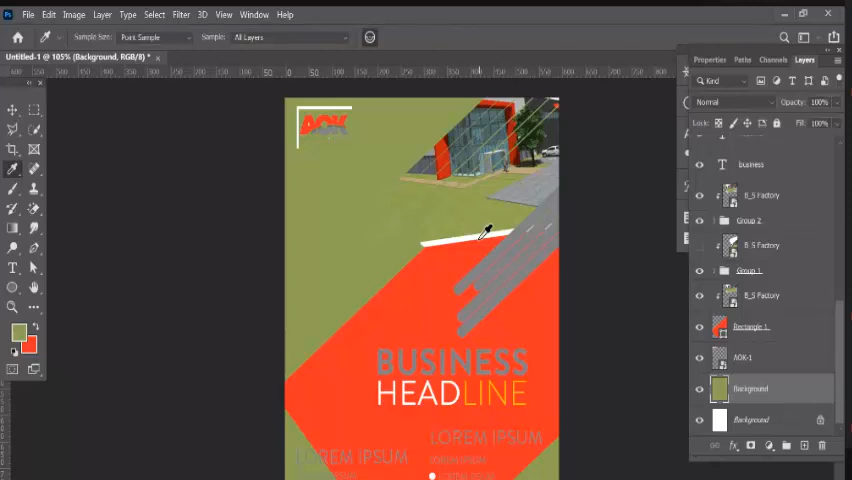 File Edit Image Layer Type Select Filter 3D View Window Help
Sample Size: Point Sample Sample: All Layers
Untitled-1 @ 105% (Background, RGB/8) *
Properties Paths Channels Layers
Kind
Normal Opacity: 100%
Lock: Fill: 100%
business
B_S Factory
Group 2
B_S Factory
Group 1
B_S Factory
Rectangle 1
AOK-1
Background
Background
AOK
BUSINESS
HEADLINE
LOREM IPSUM
LOREM IPSUM
LOREM IPSUM